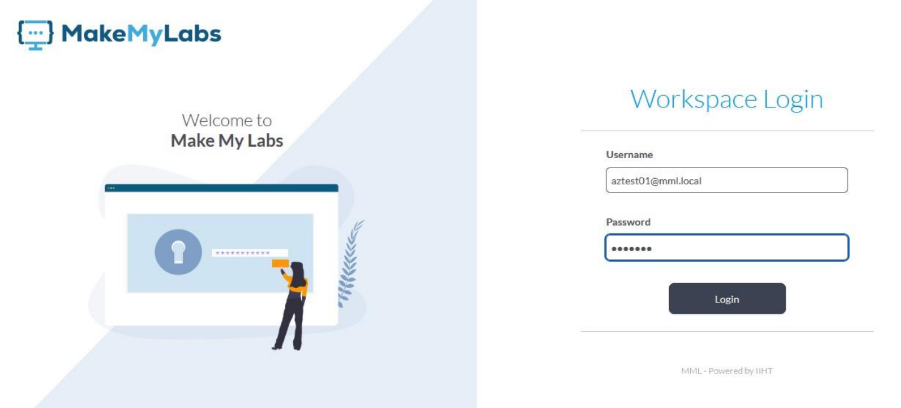 MakeMyLabs
Welcome to
Make My Labs
Workspace Login
Username
aztest01@mml.local
Password
•••••••
Login
MML - Powered by IIHT